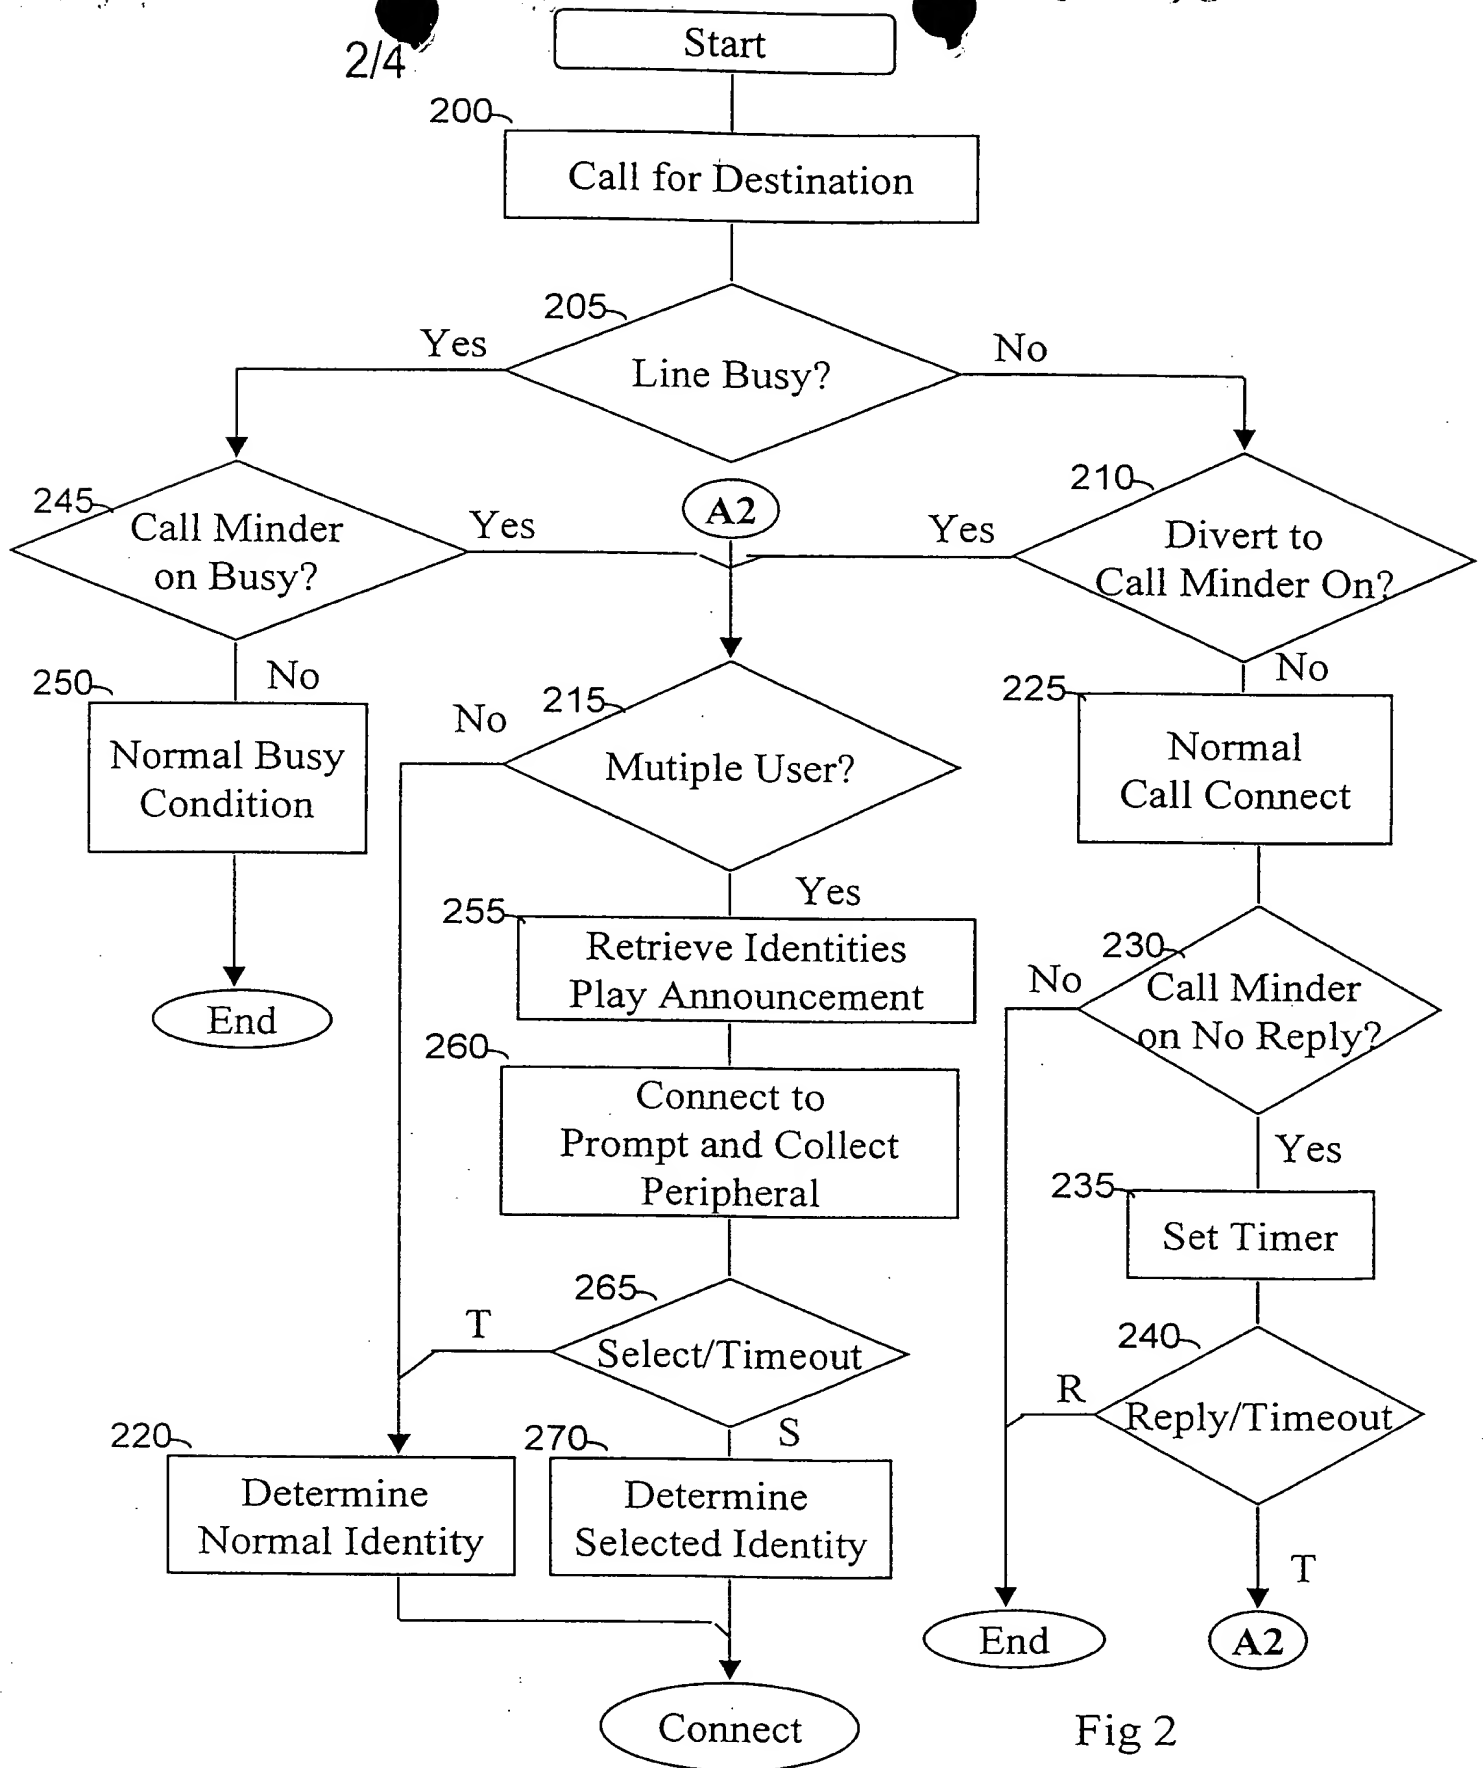 2/4
Start
200
Call for Destination
205
Yes
No
Line Busy?
245
Call Minder
on Busy?
Yes
A2
Yes
210
Divert to
Call Minder On?
No
250
Normal Busy
Condition
End
215
No
Mutiple User?
Yes
No
225
Normal
Call Connect
255
Retrieve Identities
Play Announcement
230
No
Call Minder
on No Reply?
Yes
260
Connect to
Prompt and Collect
Peripheral
235
Set Timer
265
T
Select/Timeout
S
240
R
Reply/Timeout
T
220
Determine
Normal Identity
270
Determine
Selected Identity
End
A2
Connect
Fig 2